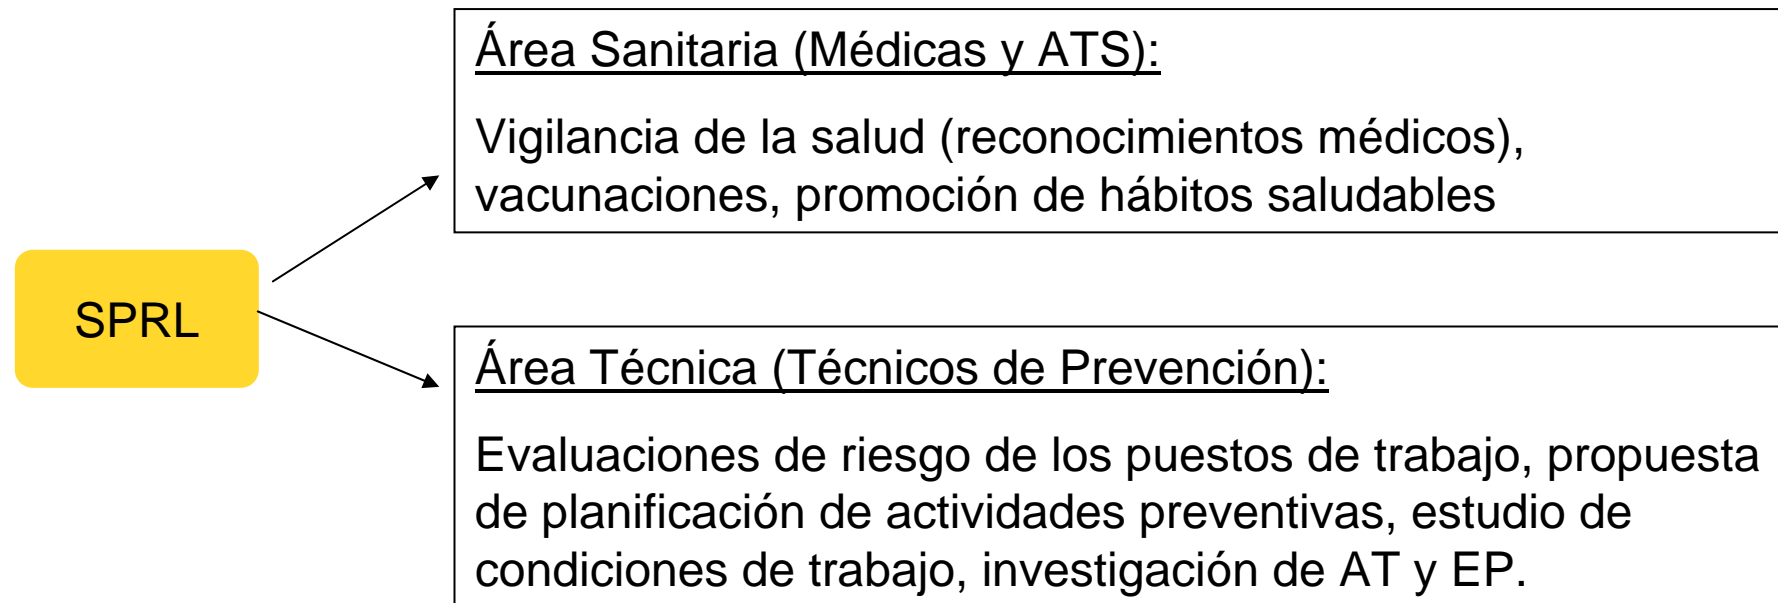 Área Sanitaria (Médicas y ATS):
Vigilancia de la salud (reconocimientos médicos),
vacunaciones, promoción de hábitos saludables
SPRL
Área Técnica (Técnicos de Prevención):
Evaluaciones de riesgo de los puestos de trabajo, propuesta
de planificación de actividades preventivas, estudio de
condiciones de trabajo, investigación de AT y EP.